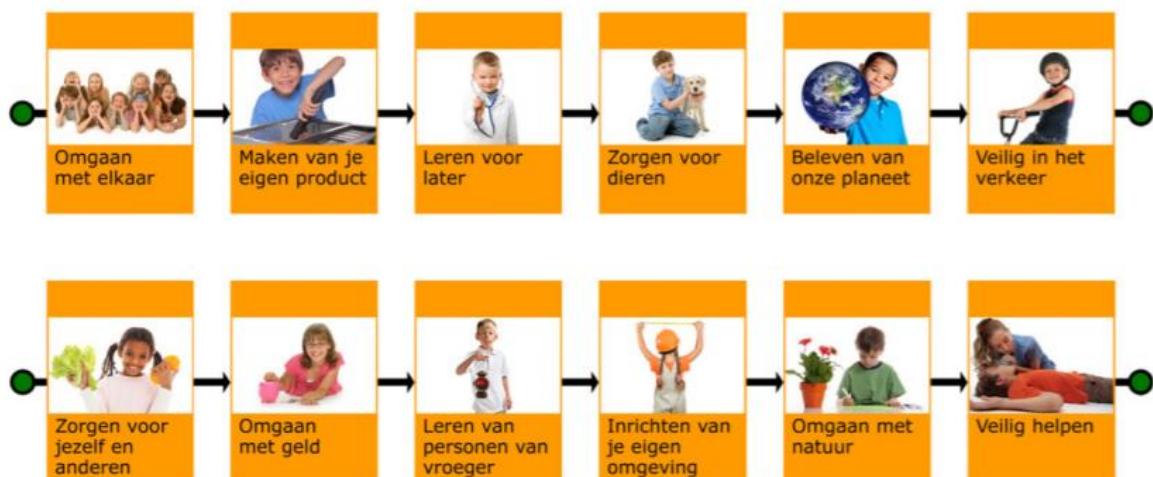 Omgaan
met elkaar
Maken van je
eigen product
Leren voor
later
Zorgen voor
dieren
Beleven van
onze planeet
Veilig in het
verkeer
Zorgen voor
jezelf en
anderen
Omgaan
met geld
Leren van
personen van
vroeger
Inrichten van
je eigen
omgeving
Omgaan met
natuur
Veilig helpen